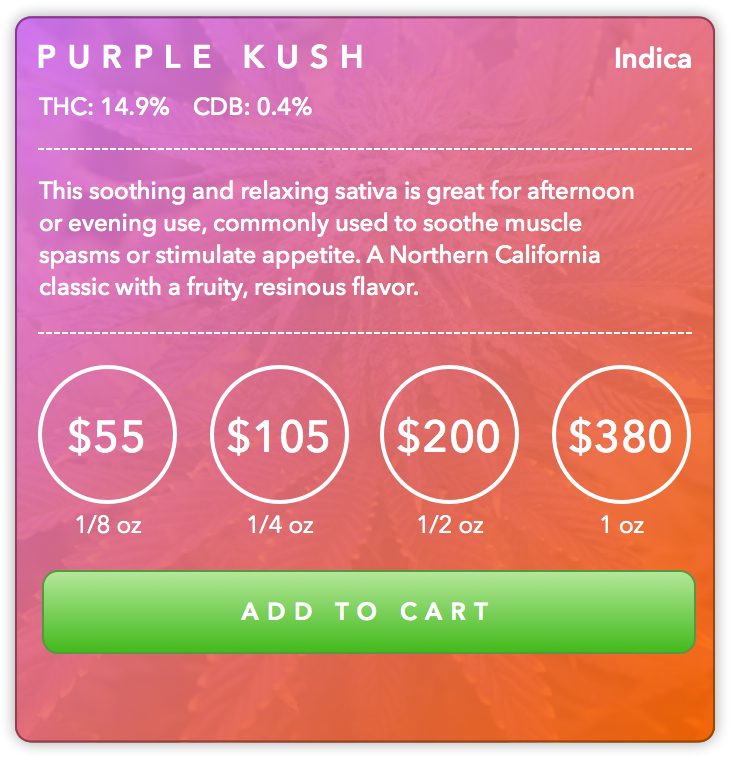 PURPLE KUSH Indica
THC: 14.9% CDB: 0.4%
This soothing and relaxing sativa is great for afternoon
or evening use, commonly used to soothe muscle
spasms or stimulate appetite. A Northern California
classic with a fruity, resinous flavor.
$55 $105 $200 $380
1/8 oz 1/4 oz 1/2 oz 1 oz
ADD TO CART